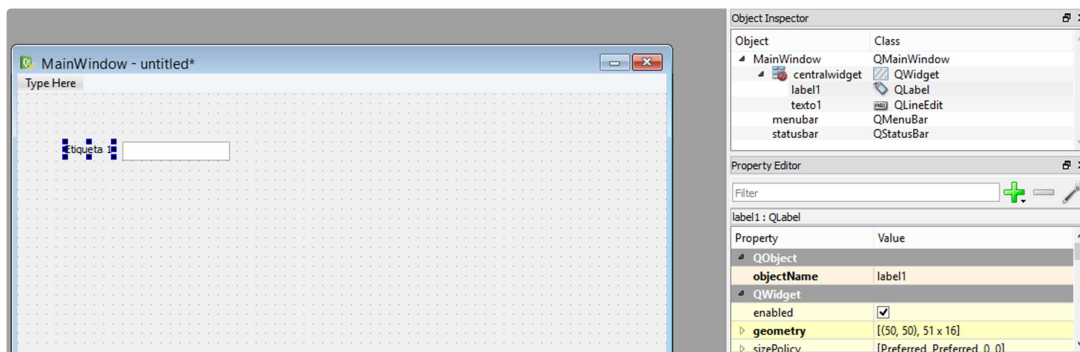 Object Inspector
Object Class
MainWindow QMainWindow
centralwidget QWidget
label1 QLabel
texto1 QLineEdit
menubar QMenuBar
statusbar QStatusBar
MainWindow - untitled*
Type Here
Etiqueta 1
Property Editor
Filter
label1 : QLabel
Property Value
QObject
objectName label1
QWidget
enabled
geometry [(50, 50), 51 x 16]
sizePolicy [Preferred, Preferred, 0, 0]